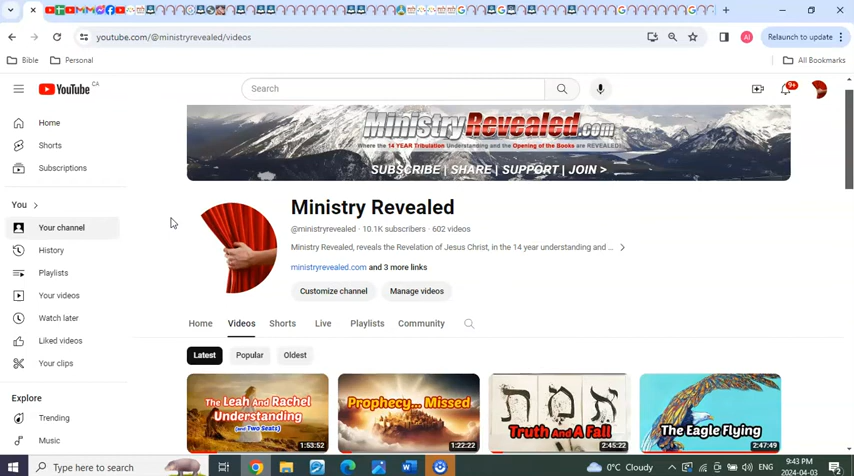 youtube.com/@ministryrevealed/videos
AI
Relaunch to update
Bible
Personal
All Bookmarks
YouTube CA
Search
9+
MinistryRevealed.com
Where the 14 YEAR Tribulation Understanding and the Opening of the Books are REVEALED!
SUBSCRIBE | SHARE | SUPPORT | JOIN >
Home
Shorts
Subscriptions
You
Your channel
History
Playlists
Your videos
Watch later
Liked videos
Your clips
Explore
Trending
Music
Ministry Revealed
@ministryrevealed · 10.1K subscribers · 602 videos
Ministry Revealed, reveals the Revelation of Jesus Christ, in the 14 year understanding and ...
ministryrevealed.com and 3 more links
Customize channel
Manage videos
Home Videos Shorts Live Playlists Community
Latest Popular Oldest
The Leah And Rachel
Understanding
(and Two Seats)
1:53:52
Prophecy... Missed
1:22:22
אמת
Truth And A Fall
2:45:22
The Eagle Flying
2:47:49
Type here to search
0°C Cloudy
9:43 PM
2024-04-03
2